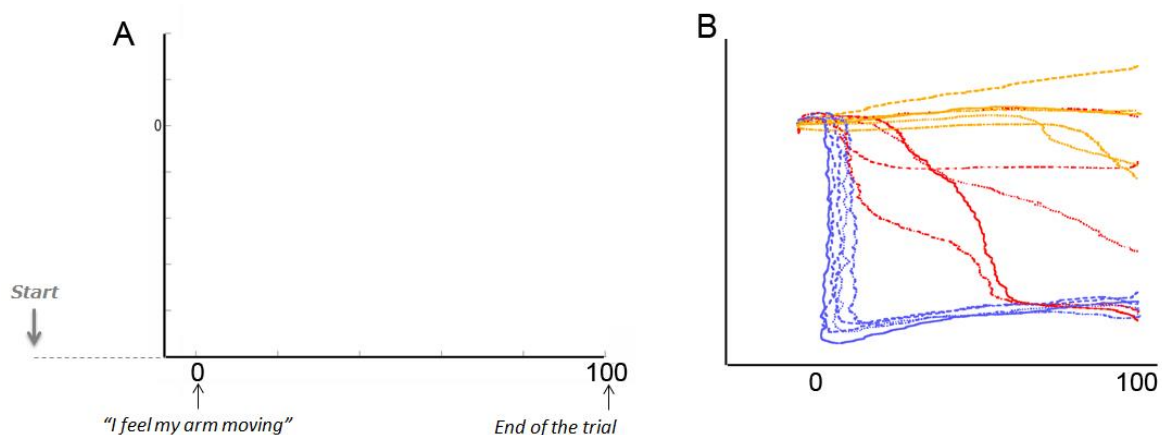 A
B
0
Start
0
100
0
100
“I feel my arm moving”
End of the trial